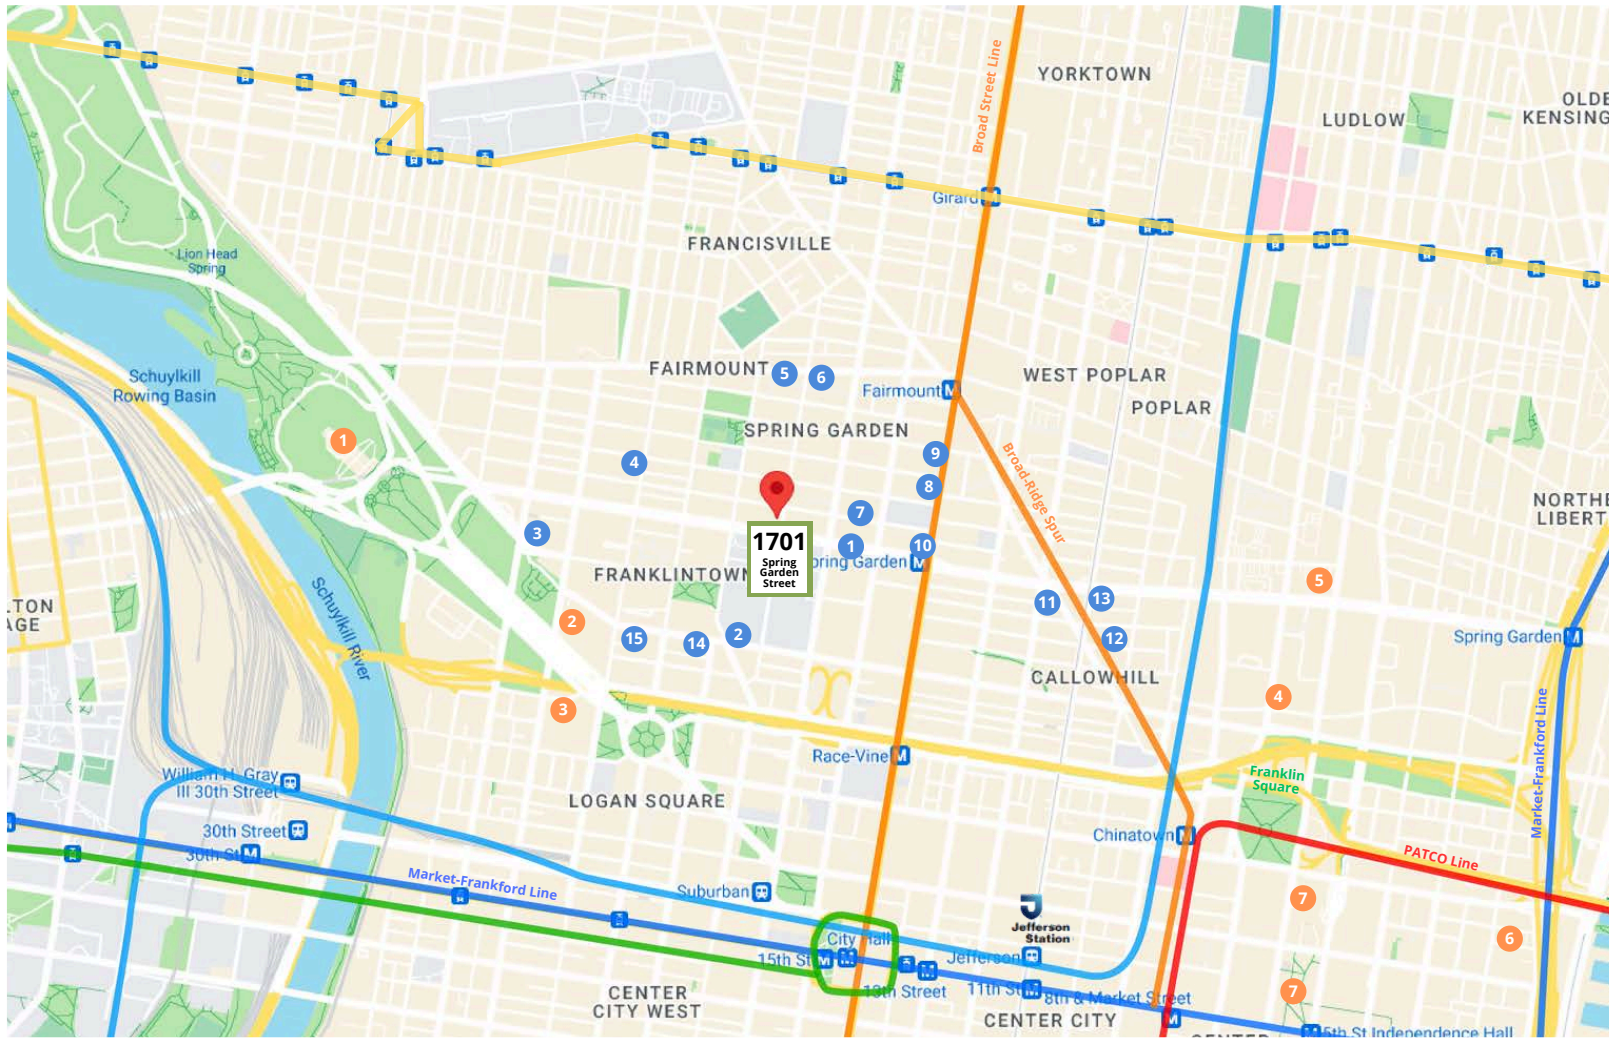 YORKTOWN
OLDE
KENSING
LUDLOW
Broad Street Line
Girard
FRANCISVILLE
Lion Head
Spring
FAIRMOUNT
5
6
WEST POPLAR
Schuylkill
Rowing Basin
Fairmount
M
POPLAR
SPRING GARDEN
1
9
4
Broad-Ridge Spur
8
NORTHE
LIBERT
7
3
1701
Spring
Garden
Street
1
10
pring Garden
M
FRANKLINTOWN
5
Schuylkill River
LTON
AGE
11
13
2
15
14
2
12
Spring Garden
M
CALLOWHILL
4
3
Market-Frankford Line
Race-Vine
M
Franklin
Square
William H. Gray
III 30th Street
LOGAN SQUARE
30th Street
Chinatown
M
30th St
M
PATCO Line
Market-Frankford Line
Suburban
7
Jefferson
Station
6
City Hall
15th St
M
M
Jefferson
13th Street
M
11th St
M
8th & Market Street
M
7
CENTER
CITY WEST
CENTER CITY
5th St Independence Hall
CENTER